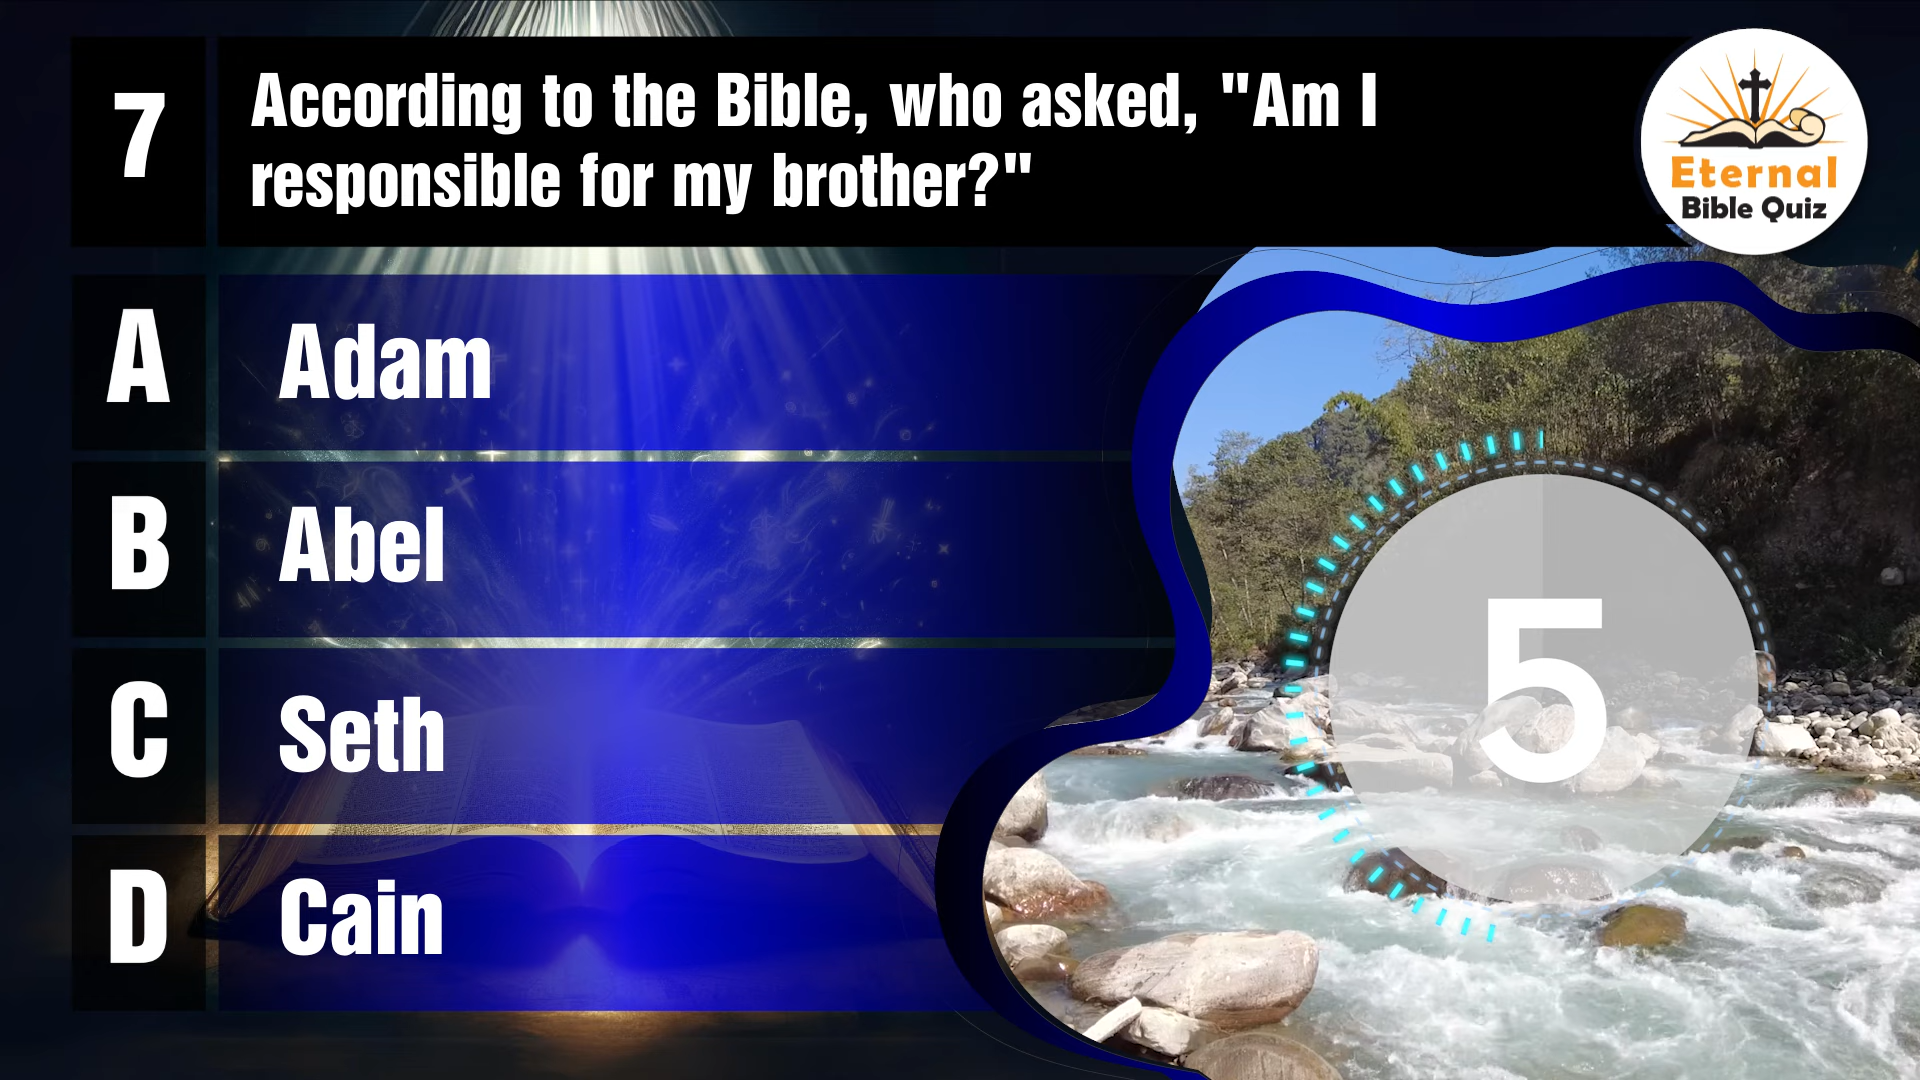 7
According to the Bible, who asked, "Am I
responsible for my brother?"
Eternal
Bible Quiz
A
Adam
B
Abel
C
Seth
D
Cain
5